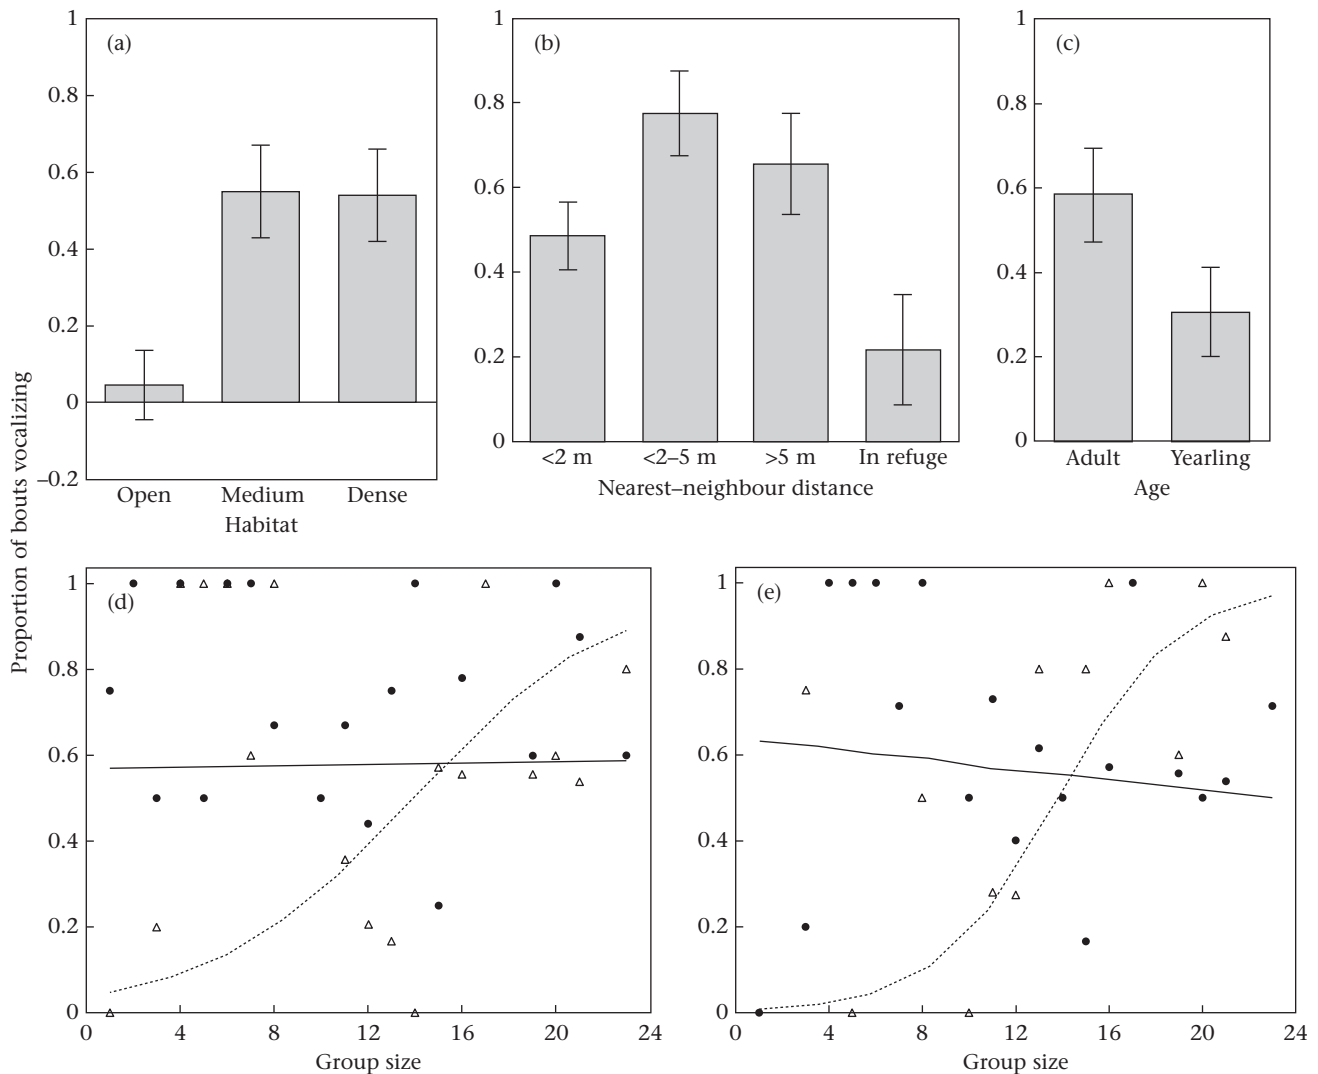 Proportion of bouts vocalizing
(a)
1
0.8
0.6
0.4
0.2
0
–0.2
Open Medium Dense
Habitat
(b)
1
0.8
0.6
0.4
0.2
0
<2 m <2–5 m >5 m In refuge
Nearest–neighbour distance
(c)
1
0.8
0.6
0.4
0.2
0
Adult Yearling
Age
(d)
1
0.8
0.6
0.4
0.2
0
0 4 8 12 16 20 24
Group size
(e)
1
0.8
0.6
0.4
0.2
0
0 4 8 12 16 20 24
Group size